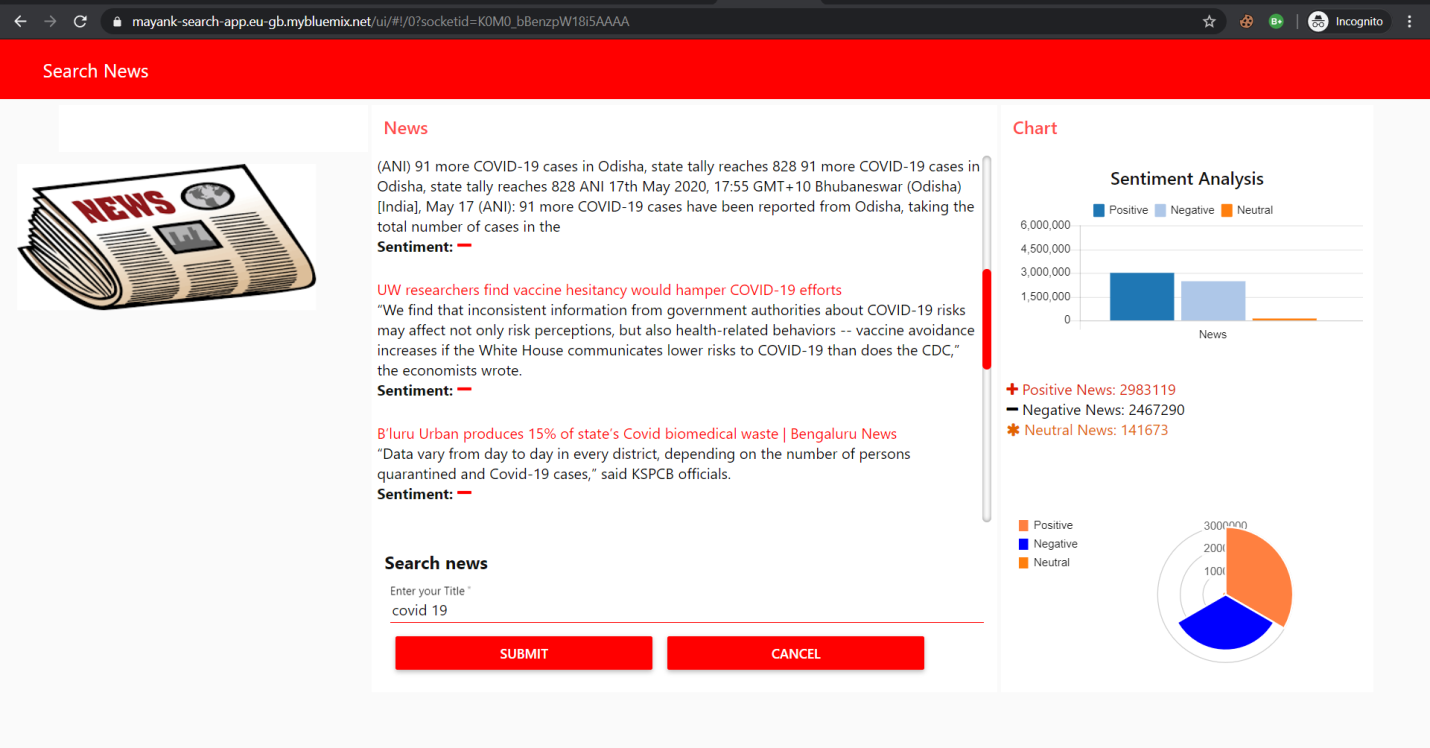 mayank-search-app.eu-gb.mybluemix.net/ui/#!/0?socketid=K0M0_bBenzpW18i5AAAA
B+
Incognito
Search News
NEWS
News
(ANI) 91 more COVID-19 cases in Odisha, state tally reaches 828 91 more COVID-19 cases in
Odisha, state tally reaches 828 ANI 17th May 2020, 17:55 GMT+10 Bhubaneswar (Odisha)
[India], May 17 (ANI): 91 more COVID-19 cases have been reported from Odisha, taking the
total number of cases in the
Sentiment:
UW researchers find vaccine hesitancy would hamper COVID-19 efforts
“We find that inconsistent information from government authorities about COVID-19 risks
may affect not only risk perceptions, but also health-related behaviors -- vaccine avoidance
increases if the White House communicates lower risks to COVID-19 than does the CDC,”
the economists wrote.
Sentiment:
B’luru Urban produces 15% of state’s Covid biomedical waste | Bengaluru News
“Data vary from day to day in every district, depending on the number of persons
quarantined and Covid-19 cases,” said KSPCB officials.
Sentiment:
Search news
Enter your Title *
covid 19
SUBMIT CANCEL
Chart
Sentiment Analysis
Positive Negative Neutral
6,000,000
4,500,000
3,000,000
1,500,000
0
News
Positive News: 2983119
Negative News: 2467290
Neutral News: 141673
Positive
Negative
Neutral
3000000